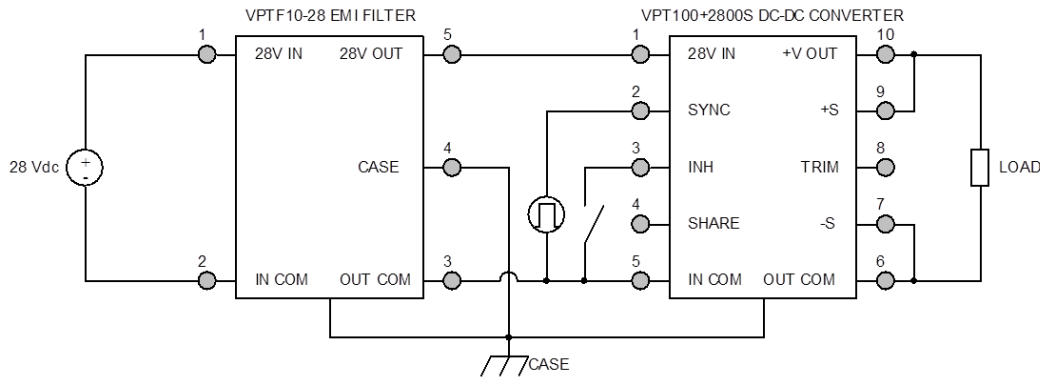 VPTF10-28 EMI FILTER
VPT100+2800S DC-DC CONVERTER
1
5
1
10
28V IN
28V OUT
28V IN
+V OUT
2
9
SYNC
+S
28 Vdc
+
-
4
CASE
3
8
INH
TRIM
LOAD
4
7
SHARE
-S
2
3
5
6
IN COM
OUT COM
IN COM
OUT COM
CASE